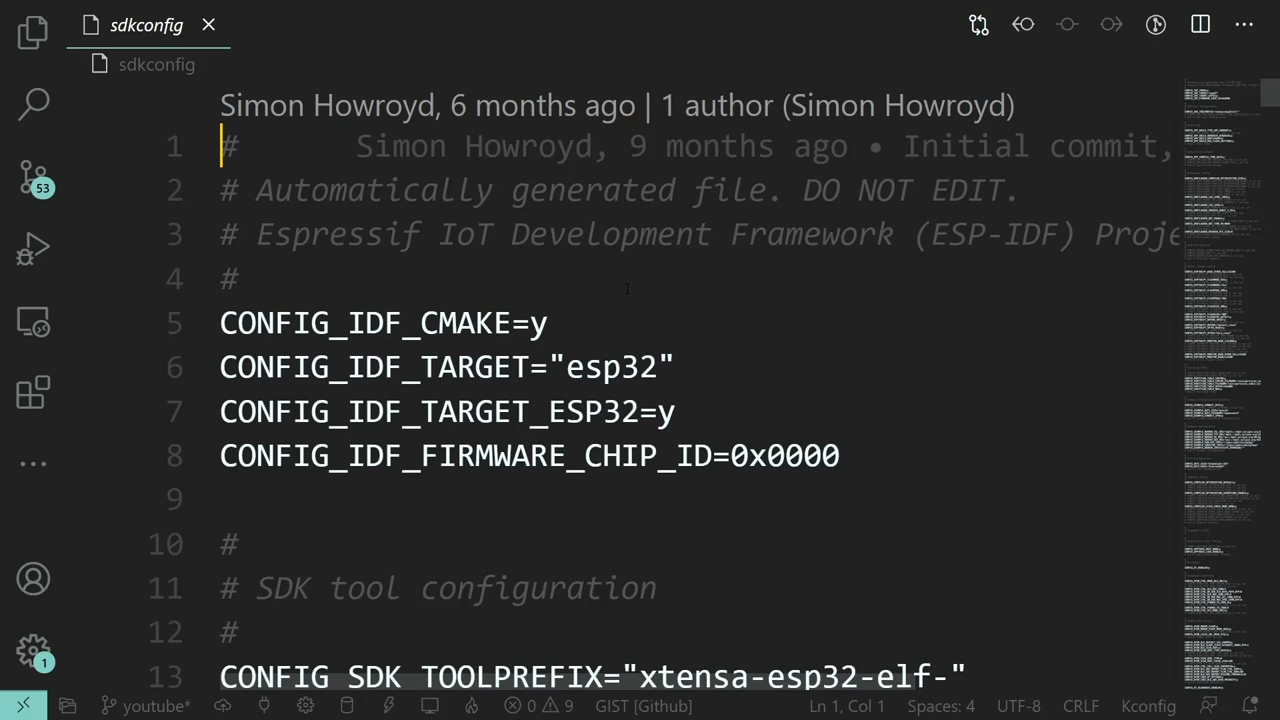 sdkconfig
sdkconfig
Simon Howroyd, 6 months ago | 1 author (Simon Howroyd)
1 # Simon Howroyd, 9 months ago • Initial commit,
2 # Automatically generated file. DO NOT EDIT.
3 # Espressif IoT Development Framework (ESP-IDF) Proje
4 #
5 CONFIG_IDF_CMAKE=y
6 CONFIG_IDF_TARGET="esp32"
7 CONFIG_IDF_TARGET_ESP32=y
8 CONFIG_IDF_FIRMWARE_CHIP_ID=0x0000
9
10 #
11 # SDK tool configuration
12 #
13 CONFIG_SDK_TOOLPREFIX="xtensa-esp32-elf-"
53
1
youtube* 0 9 GIST [Github] Ln 1, Col 1 Spaces: 4 UTF-8 CRLF Kconfig